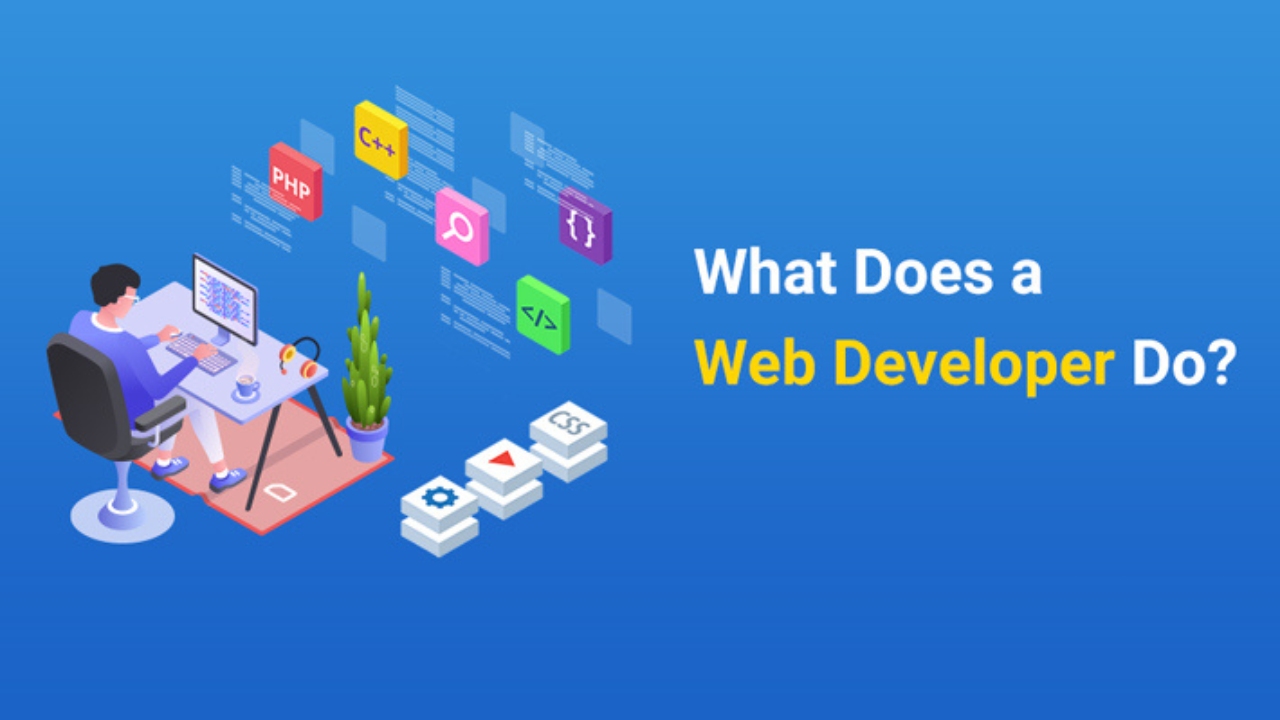 What Does a
Web Developer Do?
C++
PHP
{}
</>
CSS